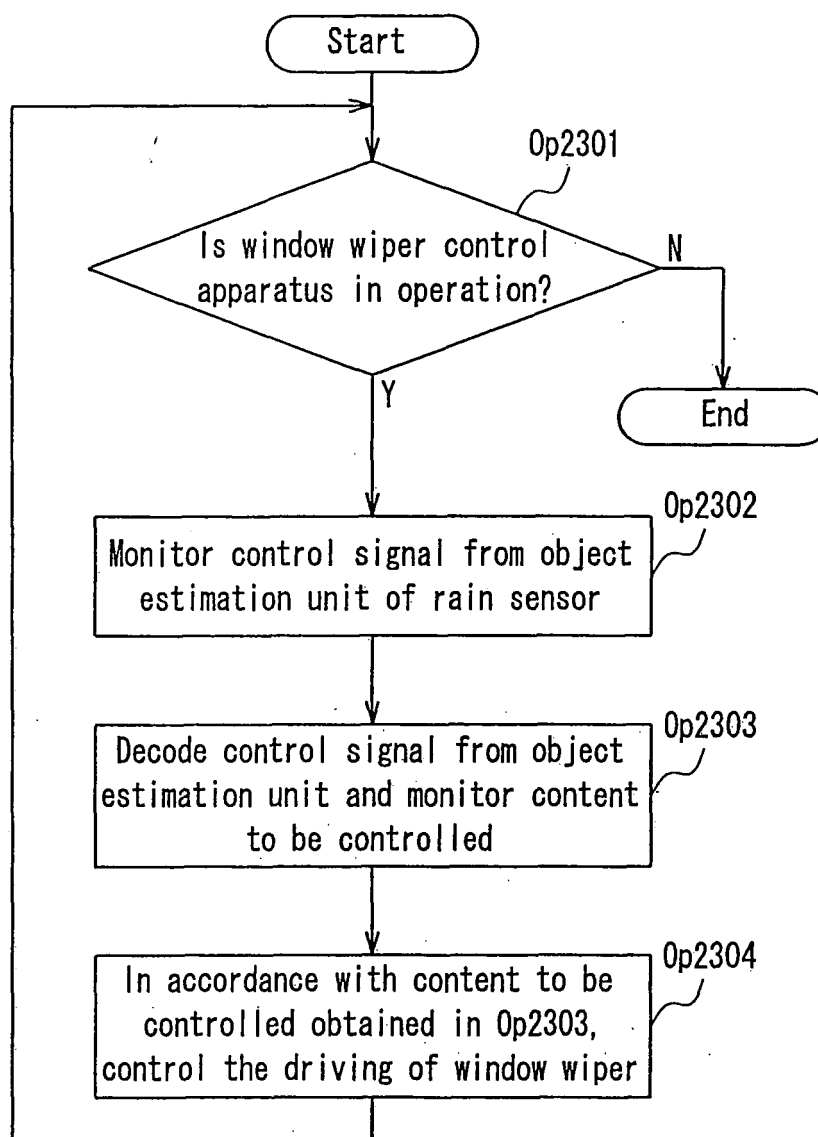 Start
Op2301
Is window wiper control
apparatus in operation?
N
Y
End
Op2302
Monitor control signal from object
estimation unit of rain sensor
Op2303
Decode control signal from object
estimation unit and monitor content
to be controlled
Op2304
In accordance with content to be
controlled obtained in Op2303,
control the driving of window wiper